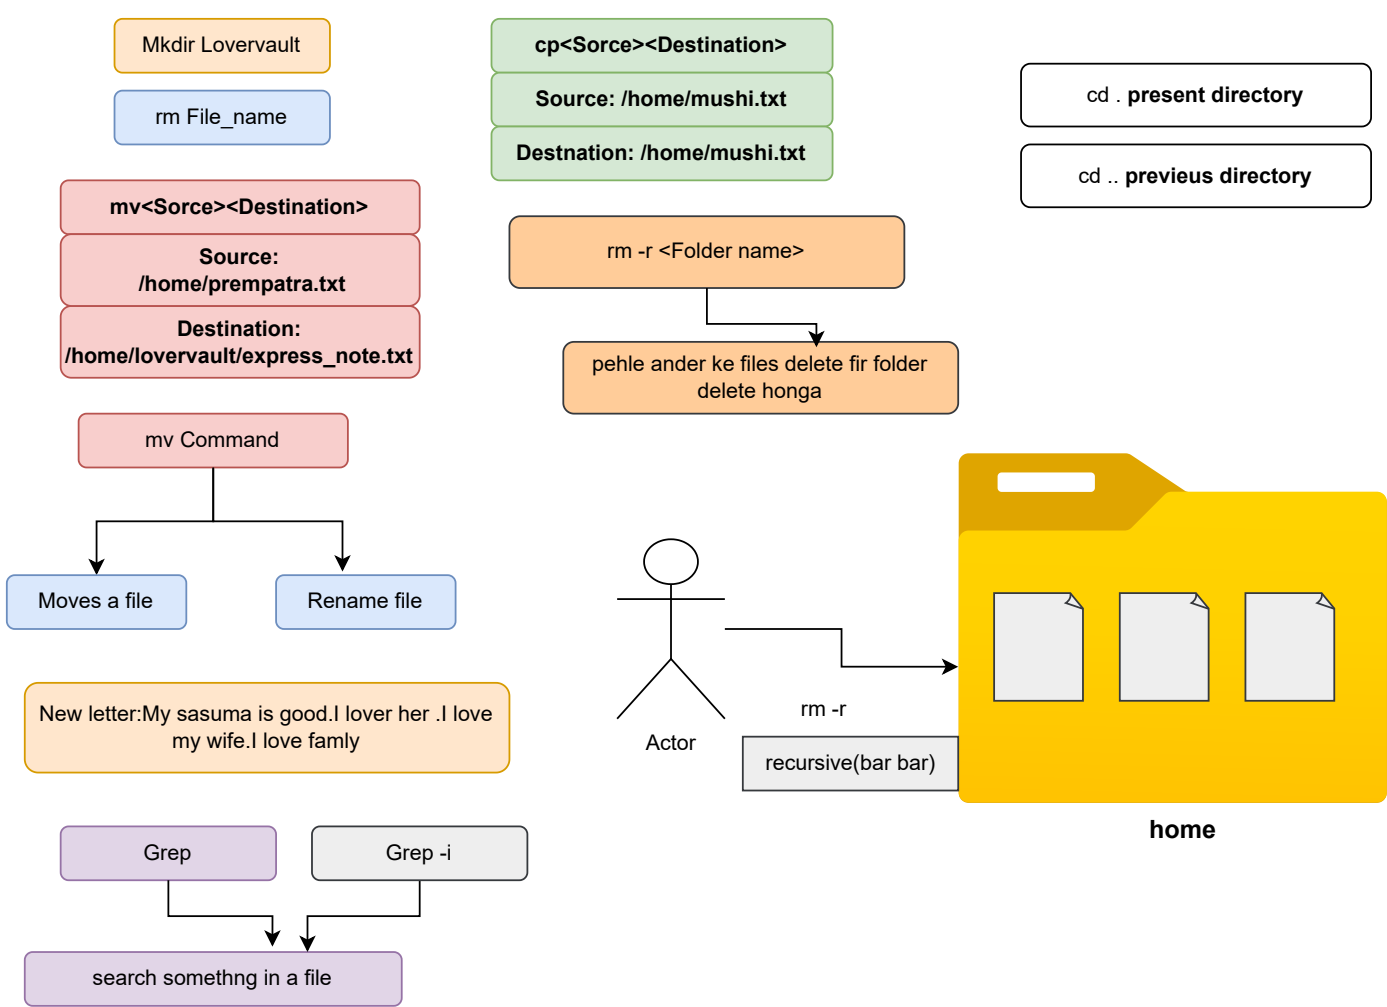 Mkdir Lovervault
rm File_name
mv<Sorce><Destination>
Source:
/home/prempatra.txt
Destination:
/home/lovervault/express_note.txt
mv Command
Moves a file
Rename file
New letter:My sasuma is good.I lover her .I love
my wife.I love famly
Grep
Grep -i
search somethng in a file
cp<Sorce><Destination>
Source: /home/mushi.txt
Destnation: /home/mushi.txt
rm -r <Folder name>
pehle ander ke files delete fir folder
delete honga
cd . present directory
cd .. previeus directory
Actor
rm -r
recursive(bar bar)
home